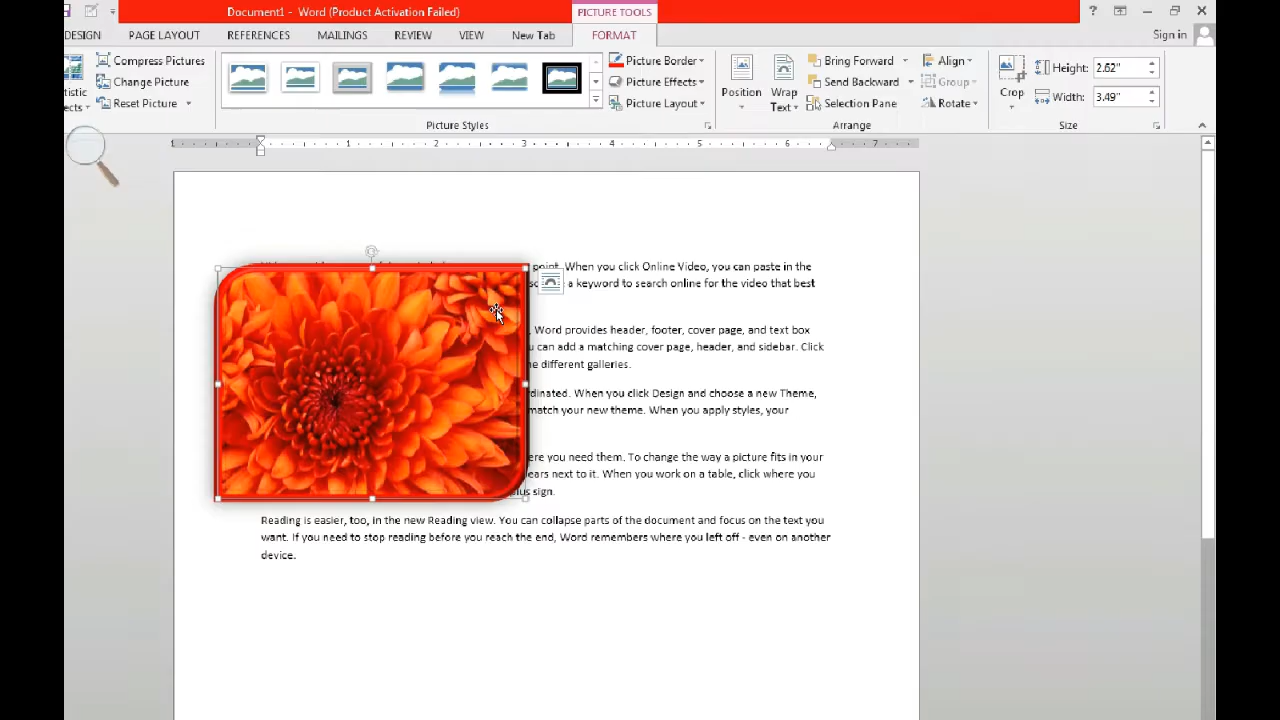 Document1 - Word (Product Activation Failed)
PICTURE TOOLS
Sign in
DESIGN
PAGE LAYOUT
REFERENCES
MAILINGS
REVIEW
VIEW
New Tab
FORMAT
Compress Pictures
Change Picture
Reset Picture
Picture Border
Picture Effects
Picture Layout
Picture Styles
Position
Wrap
Text
Bring Forward
Send Backward
Selection Pane
Align
Group
Rotate
Arrange
Crop
Height: 2.62"
Width: 3.49"
Size
1 1 2 3 4 5 6 7
point. When you click Online Video, you can paste in the
a keyword to search online for the video that best
, Word provides header, footer, cover page, and text box
can add a matching cover page, header, and sidebar. Click
different galleries.
When you click Design and choose a new Theme,
match your new theme. When you apply styles, your
you need them. To change the way a picture fits in your
next to it. When you work on a table, click where you
sign.
Reading is easier, too, in the new Reading view. You can collapse parts of the document and focus on the text you
want. If you need to stop reading before you reach the end, Word remembers where you left off - even on another
device.